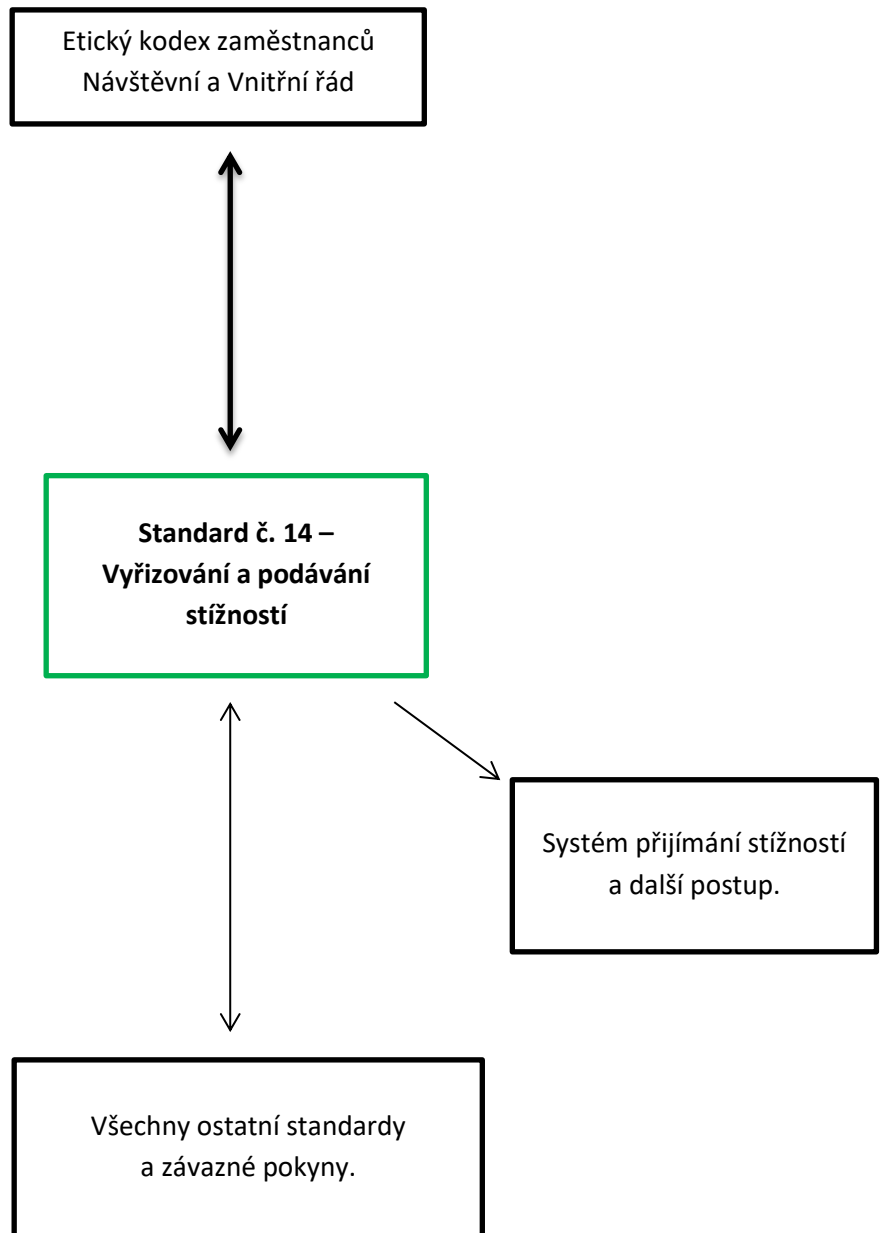 Etický kodex zaměstnanců
Návštěvní a Vnitřní řád
Standard č. 14 –
Vyřizování a podávání
stížností
Systém přijímání stížností
a další postup.
Všechny ostatní standardy
a závazné pokyny.